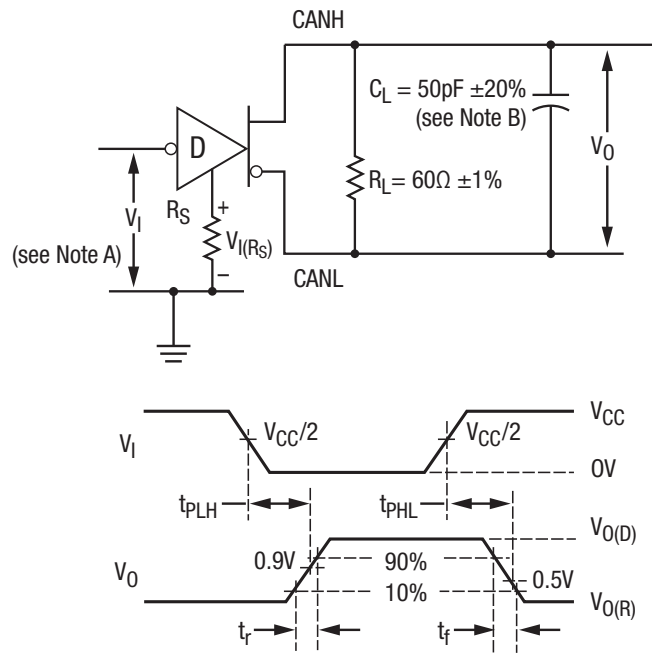 CANH
C_L = 50pF ±20%
(see Note B)
V_O
D
R_L = 60Ω ±1%
V_I
(see Note A)
R_S
+
V_I(R_S)
–
CANL
V_I
V_CC/2
V_CC/2
V_CC
0V
t_PLH
t_PHL
V_O
0.9V
90%
10%
V_O(D)
0.5V
V_O(R)
t_r
t_f